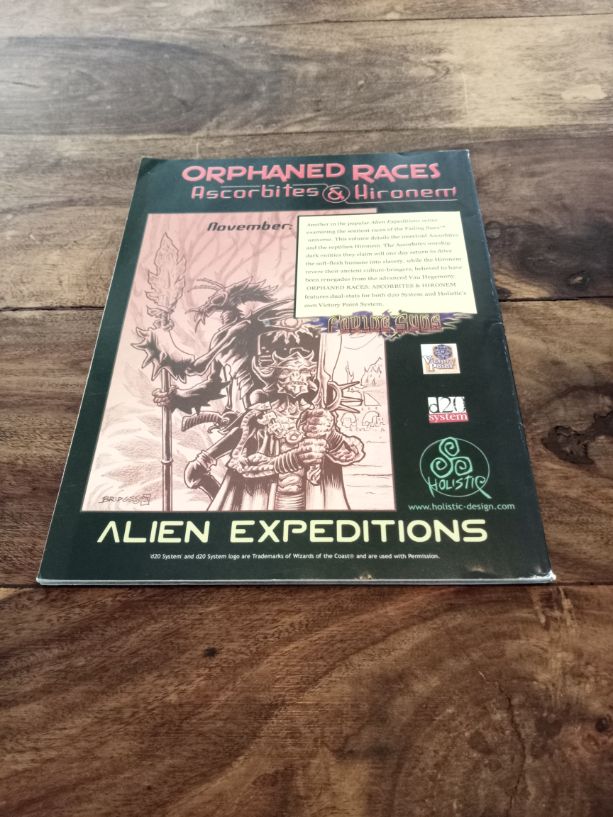 ORPHANED RACES
Ascorbites & Hironem
November:
Another in the popular Alien Expeditions series
examining the sentient races of the Fading Suns™
universe. This volume details the insectoid Ascorbites
and the reptilian Hironem. The Ascorbites worship
dark entities they claim will one day return to drive
the soft-flesh humans into slavery, while the Hironem
revere their ancient culture-bringers, believed to have
been renegades from the advanced Vau Hegemony.
ORPHANED RACES: ASCORBITES & HIRONEM
features dual-stats for both d20 System and Holistic's
own Victory Point System.
FADING SUNS
VICTORY
POINT
d20
system
HOLISTIC
www.holistic-design.com
BRIDGES
ALIEN EXPEDITIONS
'd20 System' and d20 System logo are Trademarks of Wizards of the Coast® and are used with Permission.